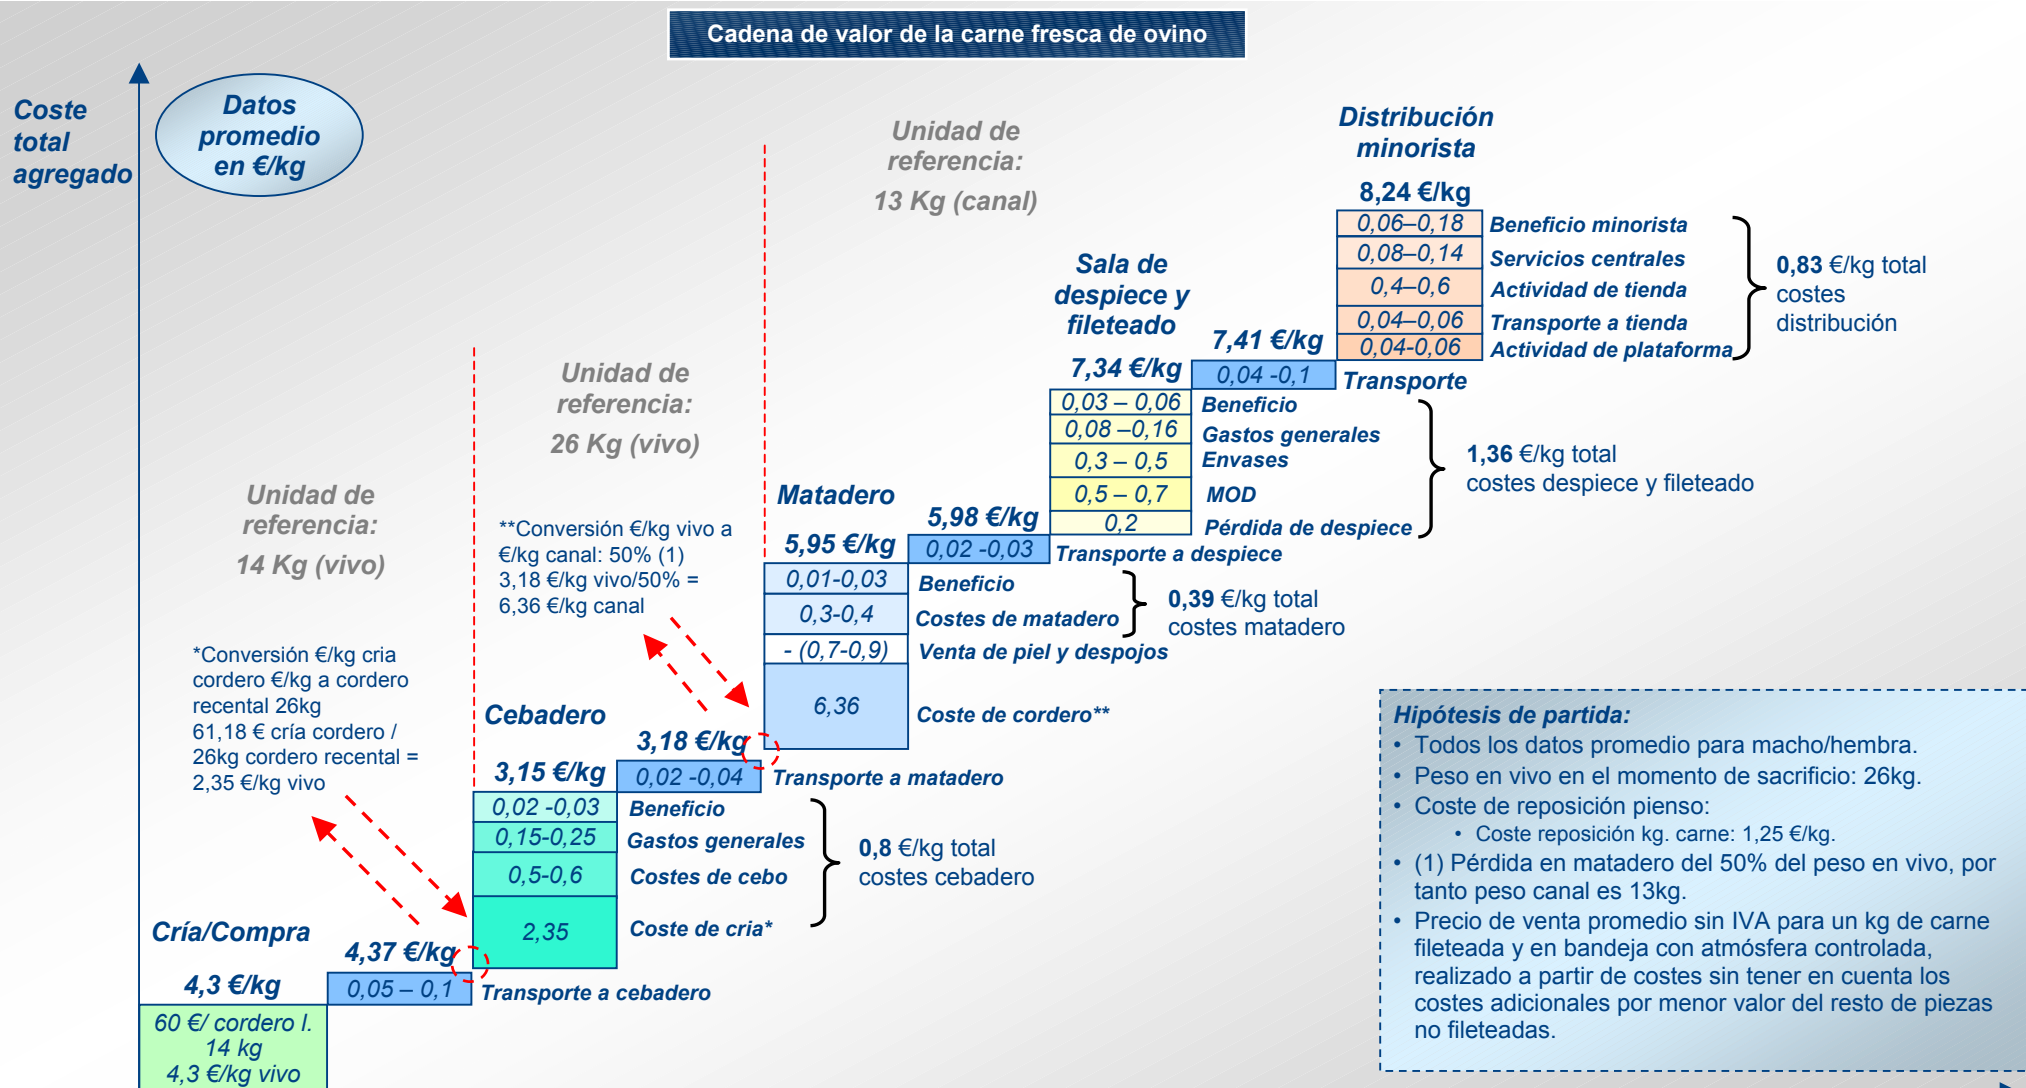 Cadena de valor de la carne fresca de ovino
Coste
total
agregado
Datos
promedio
en €/kg
Unidad de
referencia:
14 Kg (vivo)
Unidad de
referencia:
26 Kg (vivo)
Unidad de
referencia:
13 Kg (canal)
*Conversión €/kg cria
cordero €/kg a cordero
recental 26kg
61,18 € cría cordero /
26kg cordero recental =
2,35 €/kg vivo
**Conversión €/kg vivo a
€/kg canal: 50% (1)
3,18 €/kg vivo/50% =
6,36 €/kg canal
Cría/Compra
4,3 €/kg
60 €/ cordero l.
14 kg
4,3 €/kg vivo
4,37 €/kg
0,05 – 0,1 Transporte a cebadero
Cebadero
3,15 €/kg
0,02 -0,03 Beneficio
0,15-0,25 Gastos generales
0,5-0,6 Costes de cebo
2,35 Coste de cria*
0,8 €/kg total
costes cebadero
3,18 €/kg
0,02 -0,04 Transporte a matadero
Matadero
5,95 €/kg
0,01-0,03 Beneficio
0,3-0,4 Costes de matadero
- (0,7-0,9) Venta de piel y despojos
6,36 Coste de cordero**
0,39 €/kg total
costes matadero
5,98 €/kg
0,02 -0,03 Transporte a despiece
Sala de
despiece y
fileteado
7,34 €/kg
0,03 – 0,06 Beneficio
0,08 –0,16 Gastos generales
0,3 – 0,5 Envases
0,5 – 0,7 MOD
0,2 Pérdida de despiece
1,36 €/kg total
costes despiece y fileteado
7,41 €/kg
0,04 -0,1 Transporte
Distribución
minorista
8,24 €/kg
0,06–0,18 Beneficio minorista
0,08–0,14 Servicios centrales
0,4–0,6 Actividad de tienda
0,04–0,06 Transporte a tienda
0,04-0,06 Actividad de plataforma
0,83 €/kg total
costes
distribución
Hipótesis de partida:
• Todos los datos promedio para macho/hembra.
• Peso en vivo en el momento de sacrificio: 26kg.
• Coste de reposición pienso:
• Coste reposición kg. carne: 1,25 €/kg.
• (1) Pérdida en matadero del 50% del peso en vivo, por
tanto peso canal es 13kg.
• Precio de venta promedio sin IVA para un kg de carne
fileteada y en bandeja con atmósfera controlada,
realizado a partir de costes sin tener en cuenta los
costes adicionales por menor valor del resto de piezas
no fileteadas.